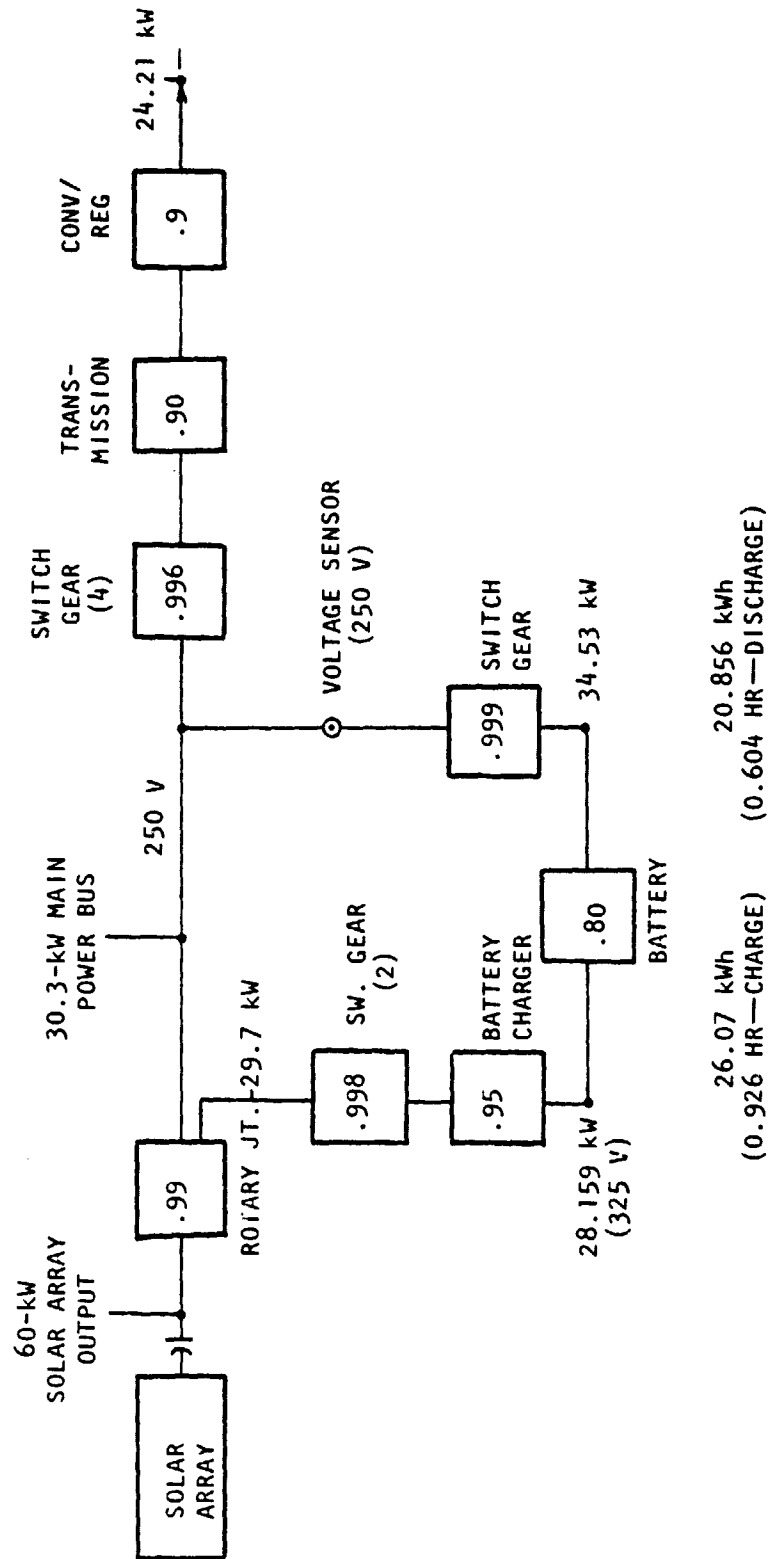 60-kW
SOLAR ARRAY
OUTPUT
SOLAR
ARRAY
.99
ROTARY JT.
29.7 kW
30.3-kW MAIN
POWER BUS
250 V
SWITCH
GEAR
(4)
.996
TRANS-
MISSION
.90
CONV/
REG
.9
24.21 kW
VOLTAGE SENSOR
(250 V)
SW. GEAR
(2)
.998
BATTERY
CHARGER
.95
28.159 kW
(325 V)
.80
BATTERY
SWITCH
GEAR
.999
34.53 kW
26.07 kWh
(0.926 HR—CHARGE)
20.856 kWh
(0.604 HR—DISCHARGE)